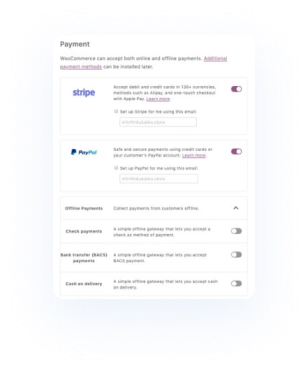 Payment
WooCommerce can accept both online and offline payments. Additional
payment methods can be installed later.
stripe
Accept debit and credit cards in 135+ currencies,
methods such as Alipay, and one-touch checkout
with Apple Pay. Learn more.
Set up Stripe for me using this email:
PayPal
Safe and secure payments using credit cards or
your customer's PayPal account. Learn more.
Set up PayPal for me using this email:
Offline Payments
Collect payments from customers offline.
Check payments
A simple offline gateway that lets you accept a
check as method of payment.
Bank transfer (BACS)
payments
A simple offline gateway that lets you accept
BACS payment.
Cash on delivery
A simple offline gateway that lets you accept cash
on delivery.